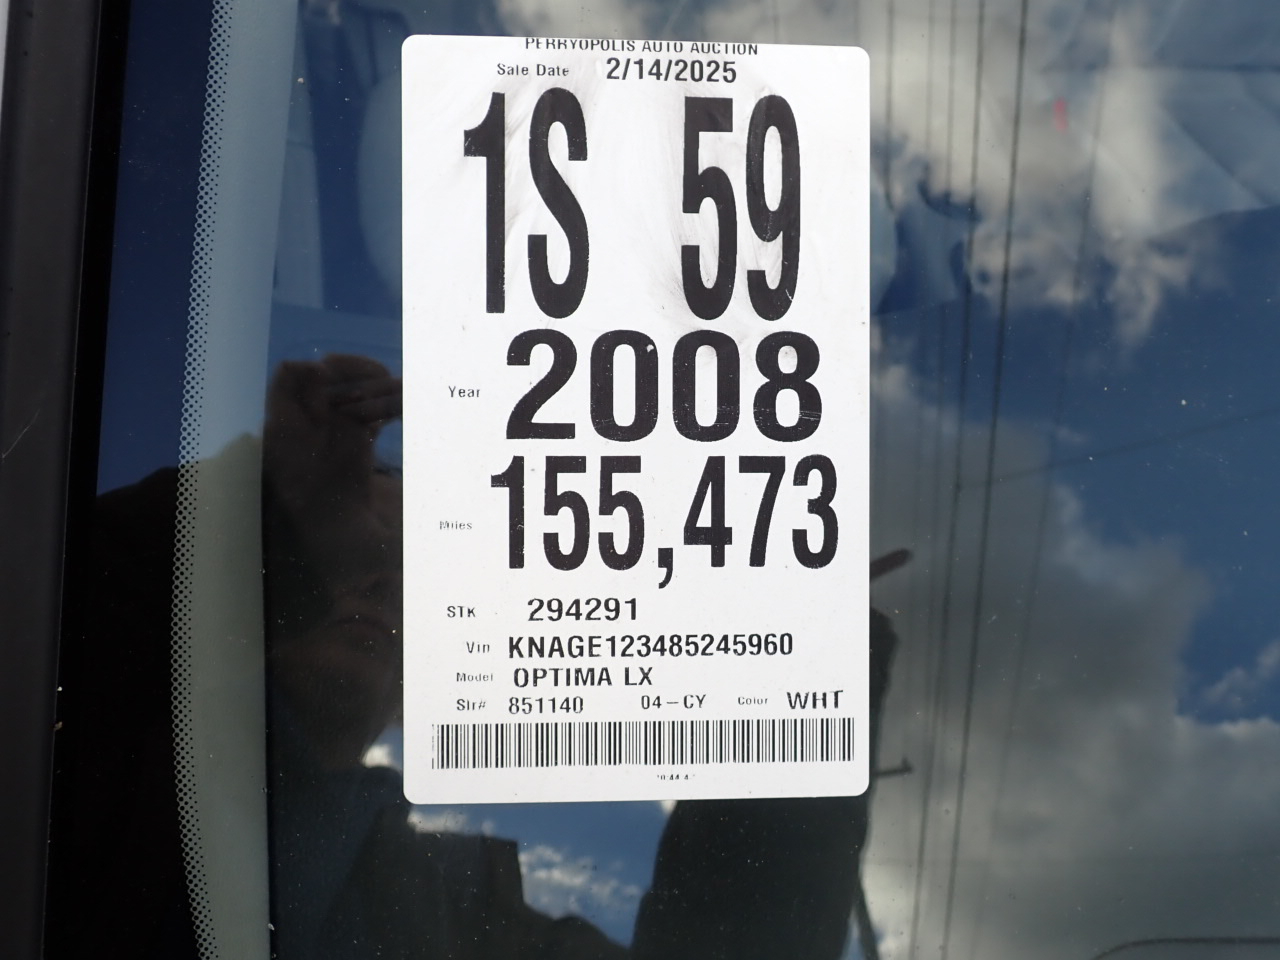 PERRYOPOLIS AUTO AUCTION
Sale Date 2/14/2025
1S 59
Year 2008
Miles 155,473
STK 294291
Vin KNAGE123485245960
Model OPTIMA LX
Slr# 851140 04-CY Color WHT